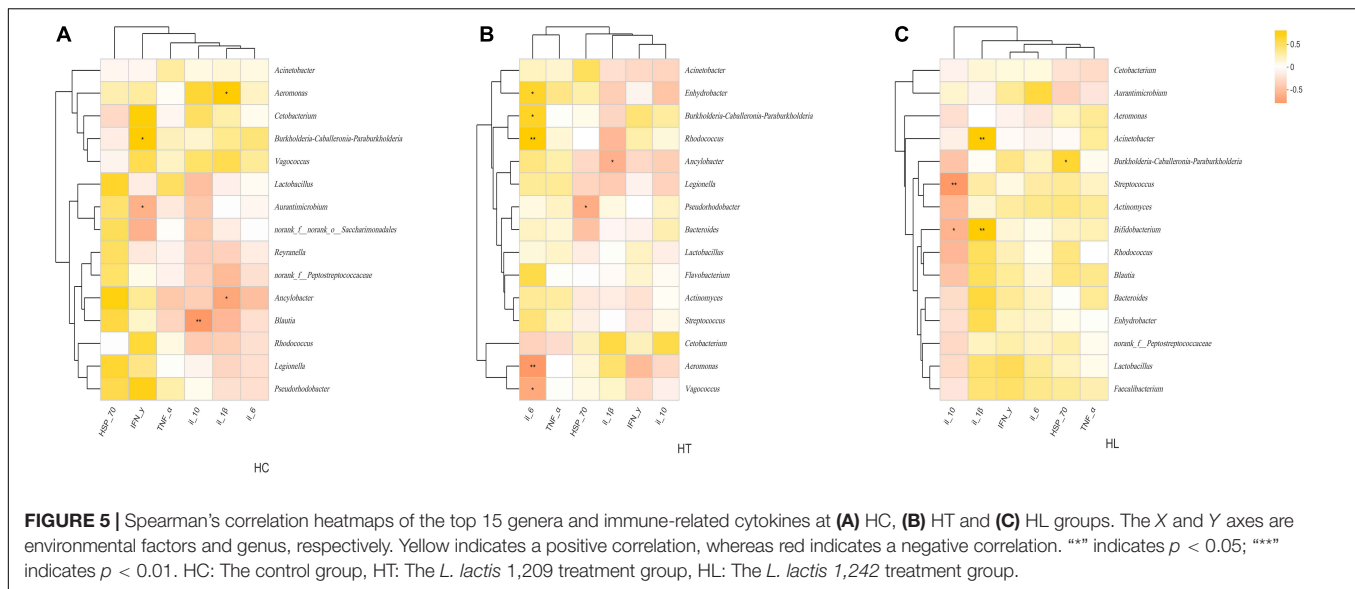 A
Acinetobacter
Aeromonas
*
Cetobacterium
Burkholderia-Caballeronia-Paraburkholderia
*
Vagococcus
Lactobacillus
Aurantimicrobium
*
norank_f_norank_o_Saccharimonadales
Reyranella
norank_f_Peptostreptococcaceae
Ancylobacter
*
Blautia
**
Rhodococcus
Legionella
Pseudorhodobacter
HSP_70
IFN_y
TNF_α
il_10
il_1β
il_6
HC
B
Acinetobacter
Enhydrobacter
*
Burkholderia-Caballeronia-Paraburkholderia
*
Rhodococcus
**
Ancylobacter
*
Legionella
Pseudorhodobacter
*
Bacteroides
Lactobacillus
Flavobacterium
Actinomyces
Streptococcus
Cetobacterium
Aeromonas
**
Vagococcus
*
il_6
TNF_α
HSP_70
il_1β
IFN_y
il_10
HT
C
Cetobacterium
Aurantimicrobium
Aeromonas
Acinetobacter
**
Burkholderia-Caballeronia-Paraburkholderia
*
Streptococcus
**
Actinomyces
Bifidobacterium
* **
Rhodococcus
Blautia
Bacteroides
Enhydrobacter
norank_f_Peptostreptococcaceae
Lactobacillus
Faecalibacterium
il_10
il_1β
IFN_y
il_6
HSP_70
TNF_α
HL
0.5
0
-0.5
FIGURE 5 | Spearman's correlation heatmaps of the top 15 genera and immune-related cytokines at (A) HC, (B) HT and (C) HL groups. The X and Y axes are
environmental factors and genus, respectively. Yellow indicates a positive correlation, whereas red indicates a negative correlation. “*” indicates p < 0.05; “**”
indicates p < 0.01. HC: The control group, HT: The L. lactis 1,209 treatment group, HL: The L. lactis 1,242 treatment group.